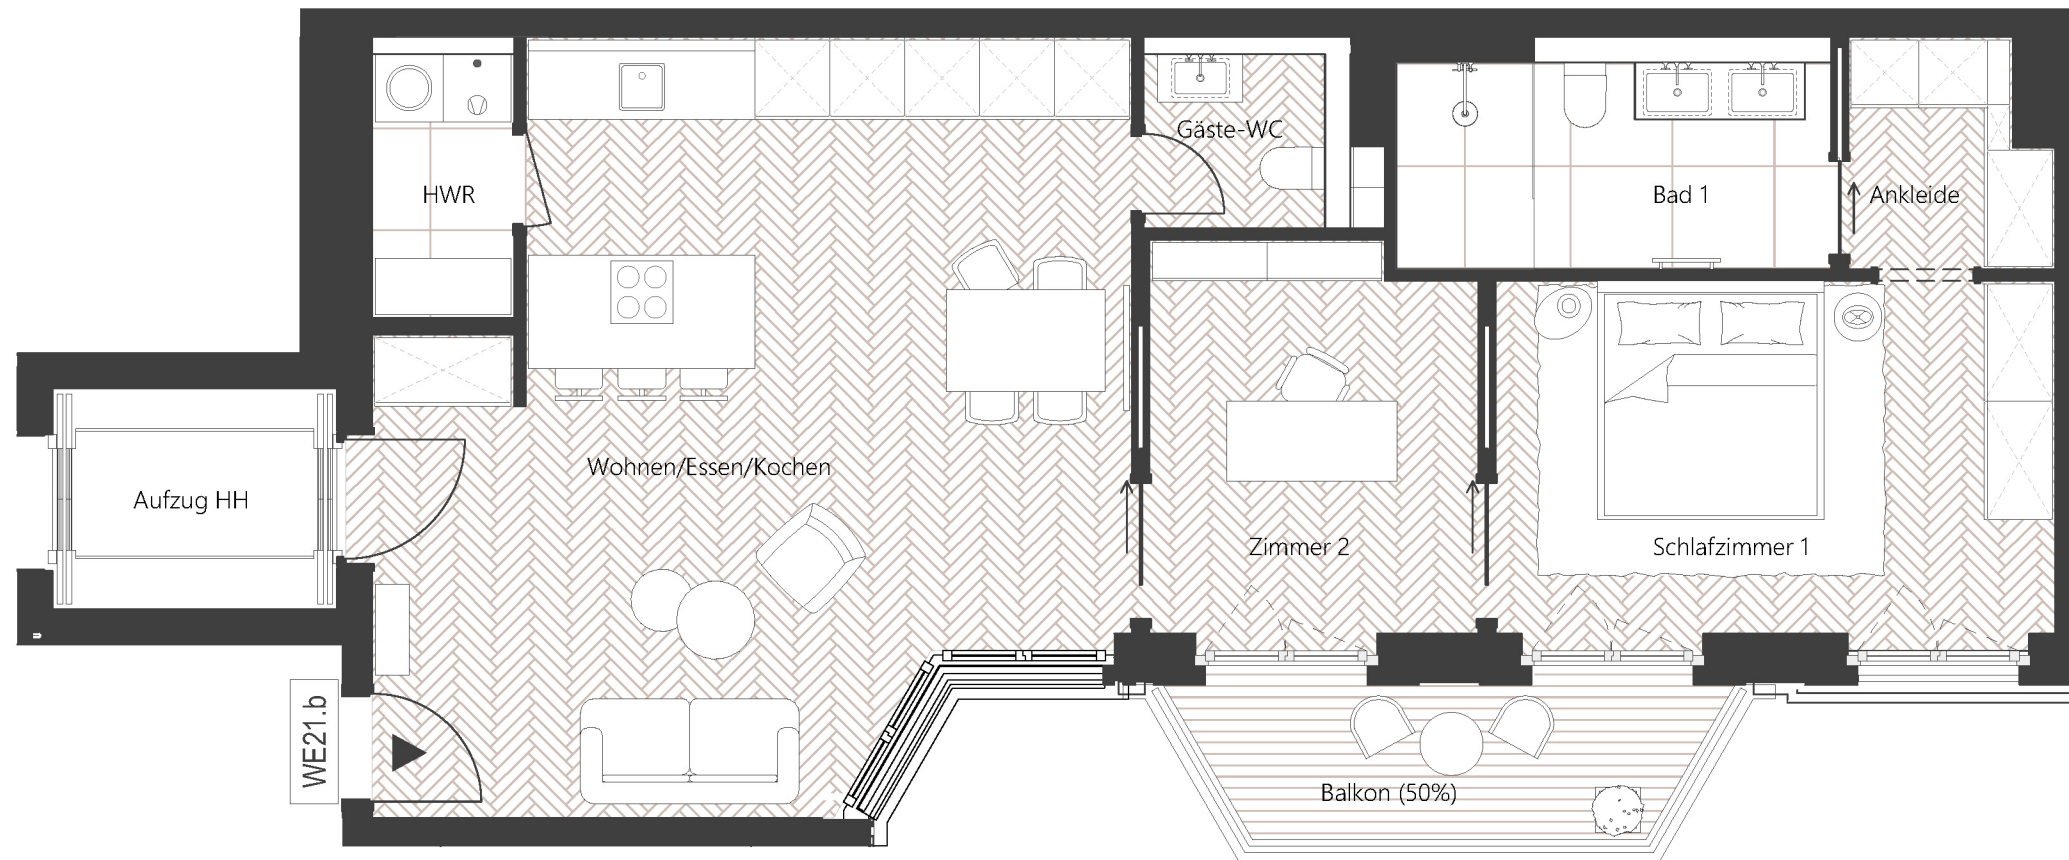 Gäste-WC
HWR
Bad 1
Ankleide
Wohnen/Essen/Kochen
Aufzug HH
Zimmer 2
Schlafzimmer 1
WE21.b
Balkon (50%)